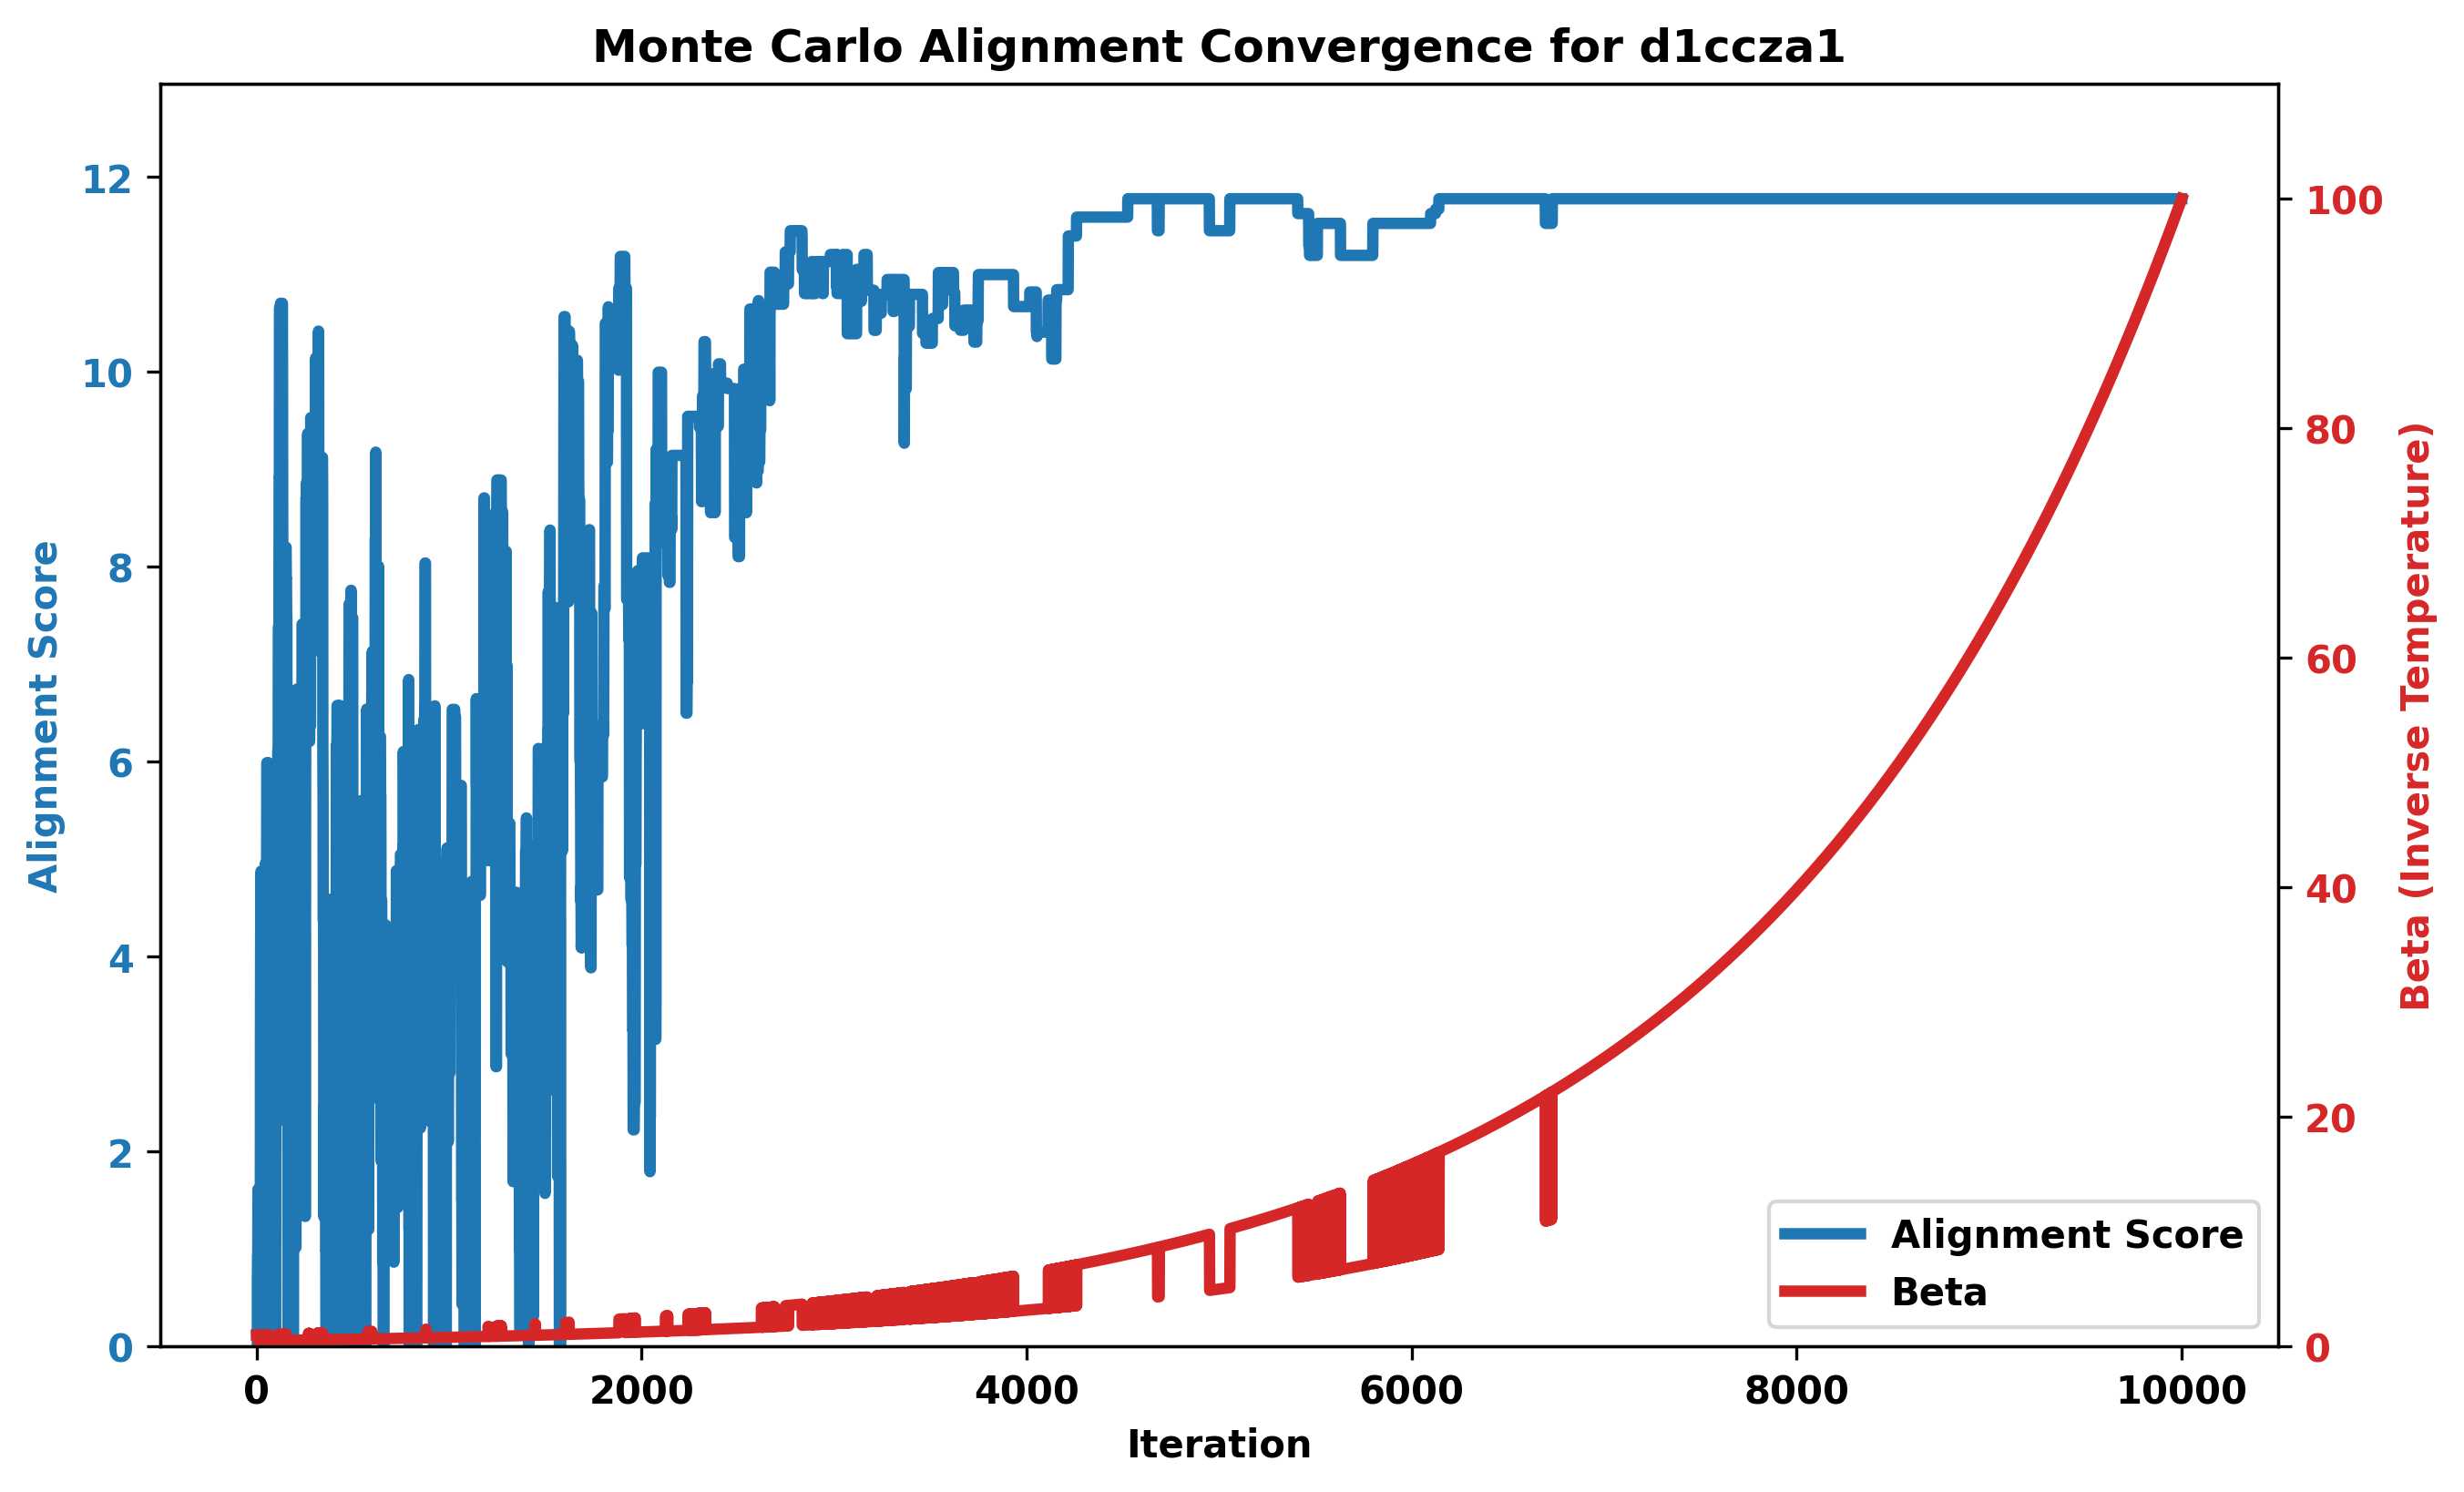 Monte Carlo Alignment Convergence for d1ccza1
12
10
8
6
4
2
0
Alignment Score
100
80
60
40
20
0
Beta (Inverse Temperature)
Alignment Score
Beta
0 2000 4000 6000 8000 10000
Iteration